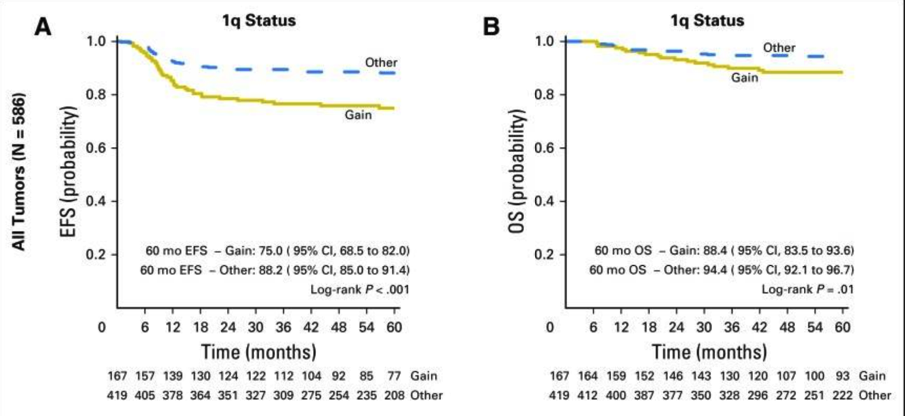 A
1q Status
All Tumors (N = 586)
EFS (probability)
1.0
0.8
0.6
0.4
0.2
Other
Gain
60 mo EFS – Gain: 75.0 ( 95% CI, 68.5 to 82.0)
60 mo EFS – Other: 88.2 ( 95% CI, 85.0 to 91.4)
Log-rank P < .001
0 6 12 18 24 30 36 42 48 54 60
Time (months)
167 157 139 130 124 122 112 104 92 85 77 Gain
419 405 378 364 351 327 309 275 254 235 208 Other
B
1q Status
OS (probability)
1.0
0.8
0.6
0.4
0.2
Other
Gain
60 mo OS – Gain: 88.4 ( 95% CI, 83.5 to 93.6)
60 mo OS – Other: 94.4 ( 95% CI, 92.1 to 96.7)
Log-rank P = .01
0 6 12 18 24 30 36 42 48 54 60
Time (months)
167 164 159 152 146 143 130 120 107 100 93 Gain
419 412 400 387 377 350 328 296 272 251 222 Other